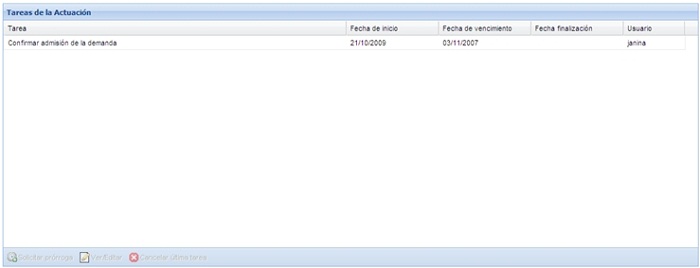 Tareas de la Actuación
Tarea Fecha de inicio Fecha de vencimiento Fecha finalización Usuario
Confirmar admisión de la demanda 21/10/2009 03/11/2007 janina
Solicitar prórroga Ver/Editar Cancelar última tarea